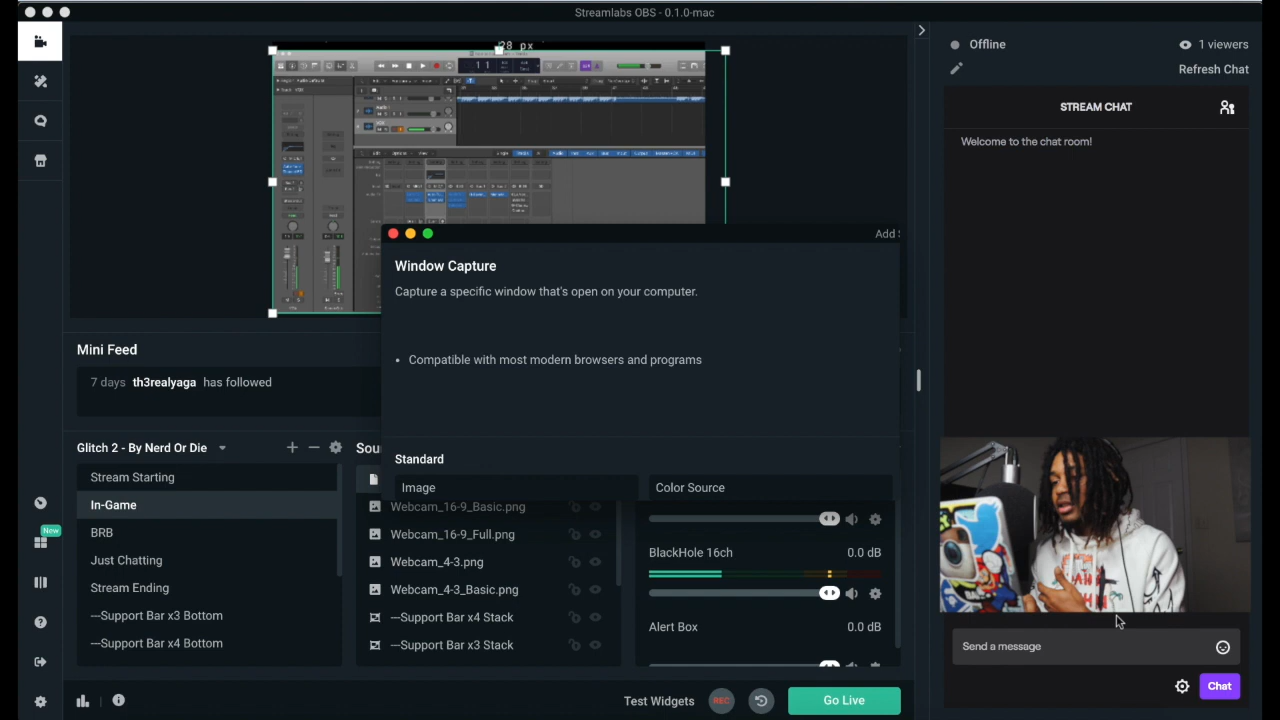 Streamlabs OBS - 0.1.0-mac
28 px
Offline
1 viewers
Refresh Chat
STREAM CHAT
Welcome to the chat room!
Add
Window Capture
Capture a specific window that's open on your computer.
• Compatible with most modern browsers and programs
Mini Feed
7 days th3realyaga has followed
Glitch 2 - By Nerd Or Die
Stream Starting
In-Game
BRB
Just Chatting
Stream Ending
---Support Bar x3 Bottom
---Support Bar x4 Bottom
New
Sou
Standard
Image
Color Source
Webcam_16-9_Basic.png
Webcam_16-9_Full.png
Webcam_4-3.png
Webcam_4-3_Basic.png
---Support Bar x4 Stack
---Support Bar x3 Stack
BlackHole 16ch 0.0 dB
Alert Box 0.0 dB
Send a message
Chat
Test Widgets
REC
Go Live